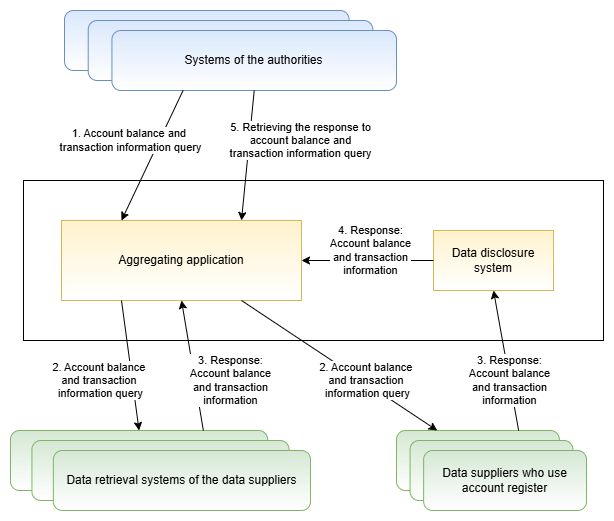 Systems of the authorities
1. Account balance and
transaction information query
5. Retrieving the response to
account balance and
transaction information query
Aggregating application
4. Response:
Account balance
and transaction
information
Data disclosure
system
2. Account balance
and transaction
information query
3. Response:
Account balance
and transaction
information
2. Account balance
and transaction
information query
3. Response:
Account balance
and transaction
information
Data retrieval systems of the data suppliers
Data suppliers who use
account register